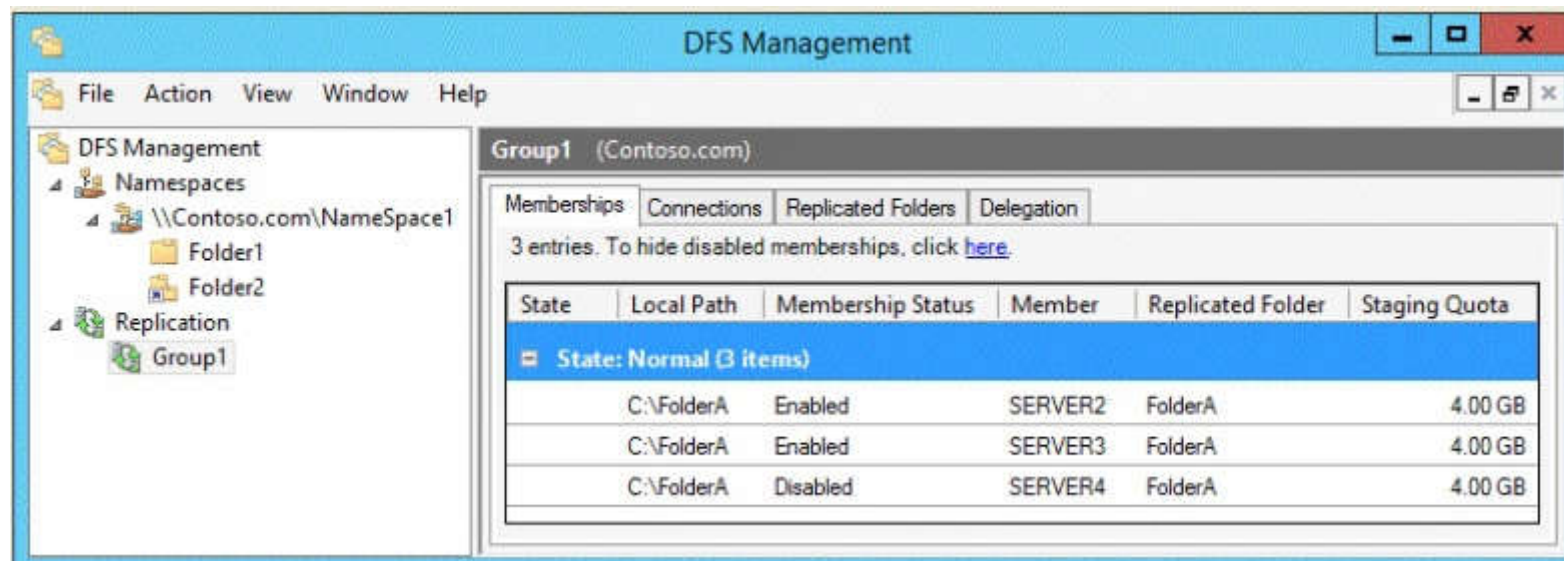 DFS Management
File Action View Window Help
DFS Management
Namespaces
\\Contoso.com\NameSpace1
Folder1
Folder2
Replication
Group1
Group1 (Contoso.com)
Memberships Connections Replicated Folders Delegation
3 entries. To hide disabled memberships, click here.
State Local Path Membership Status Member Replicated Folder Staging Quota
State: Normal (3 items)
C:\FolderA Enabled SERVER2 FolderA 4.00 GB
C:\FolderA Enabled SERVER3 FolderA 4.00 GB
C:\FolderA Disabled SERVER4 FolderA 4.00 GB